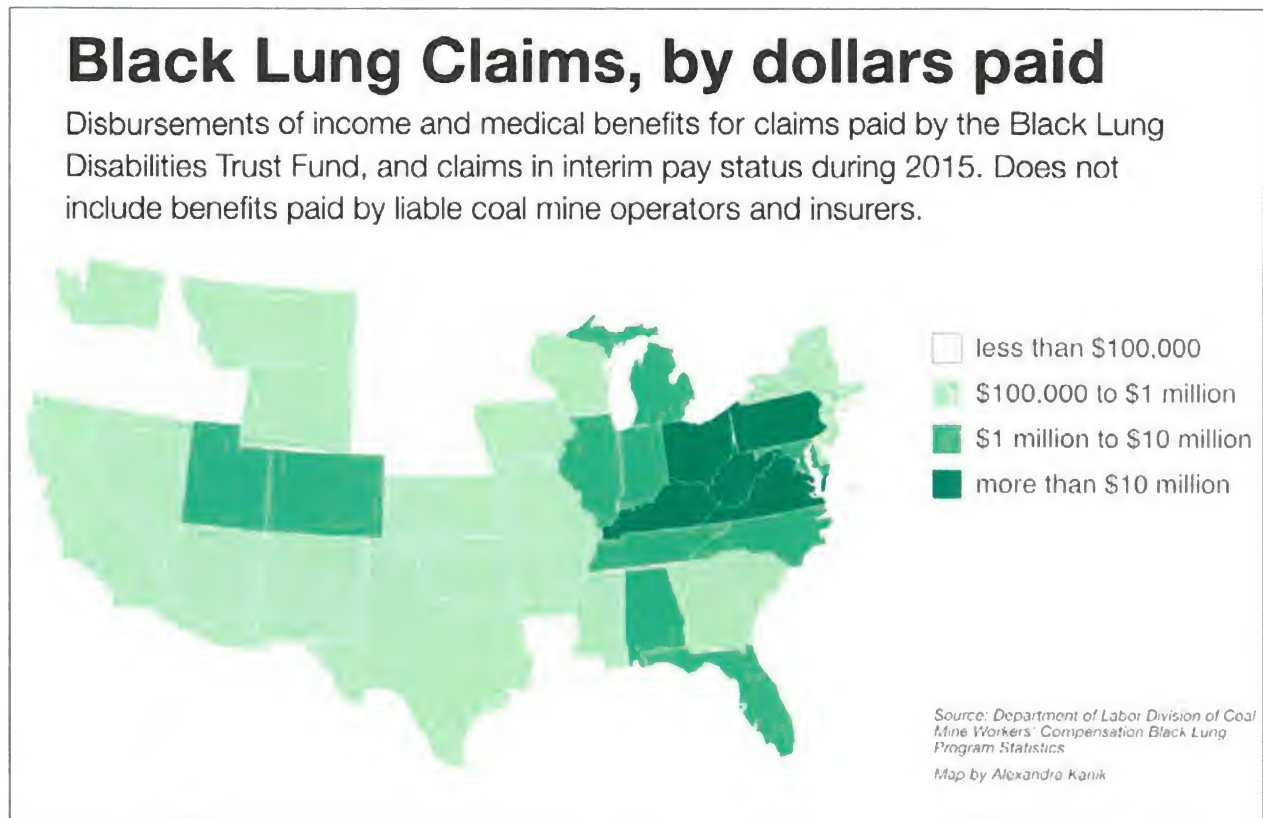 Black Lung Claims, by dollars paid
Disbursements of income and medical benefits for claims paid by the Black Lung
Disabilities Trust Fund, and claims in interim pay status during 2015. Does not
include benefits paid by liable coal mine operators and insurers.
less than $100,000
$100,000 to $1 million
$1 million to $10 million
more than $10 million
Source: Department of Labor Division of Coal
Mine Workers' Compensation Black Lung
Program Statistics
Map by Alexandra Kanik